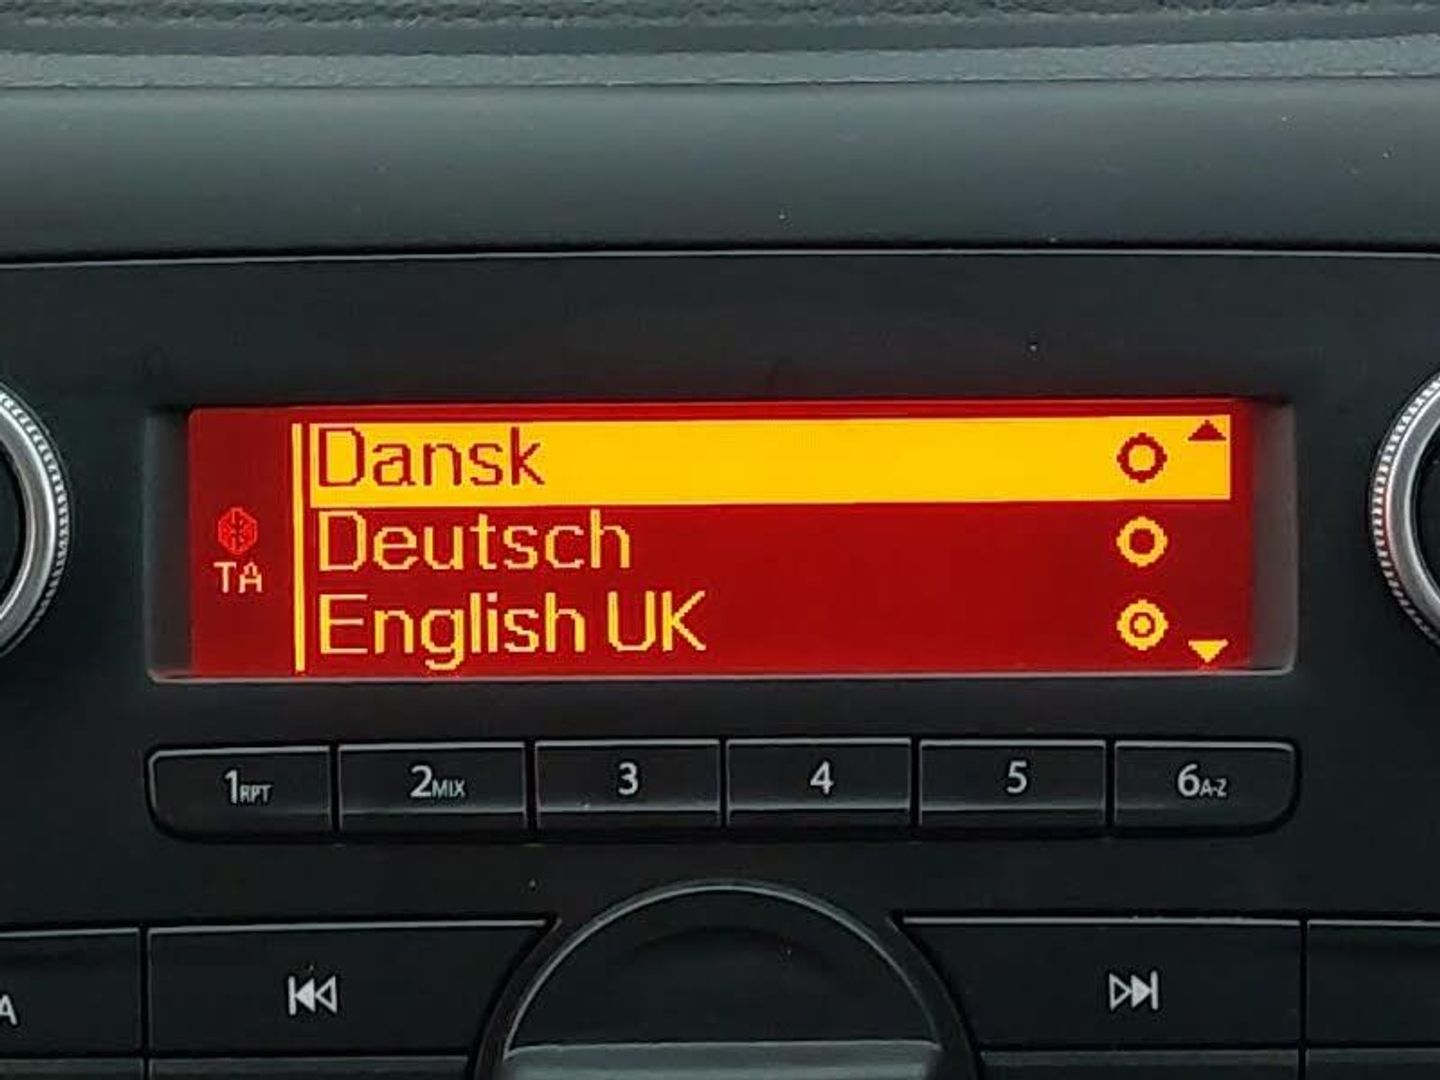 Dansk
Deutsch
TA
English UK
1RPT
2MIX
3
4
5
6A-Z
A